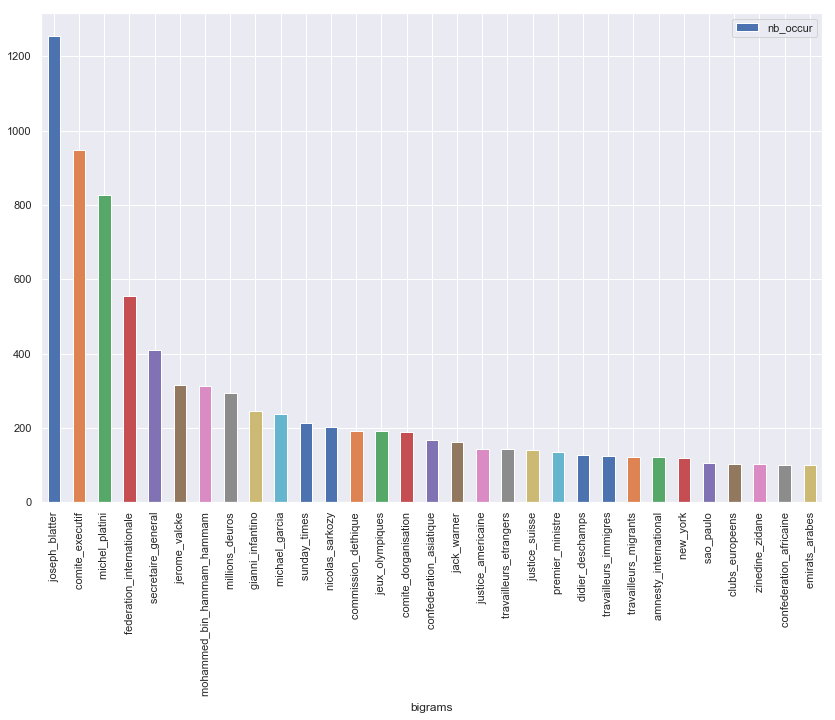 nb_occur
1200
1000
800
600
400
200
0
joseph_blatter
comite_executif
michel_platini
federation_internationale
secretaire_general
jerome_valcke
mohammed_bin_hammam_hammam
millions_deuros
gianni_infantino
michael_garcia
sunday_times
nicolas_sarkozy
commission_dethique
jeux_olympiques
comite_dorganisation
confederation_asiatique
jack_warner
justice_americaine
travailleurs_etrangers
justice_suisse
premier_ministre
didier_deschamps
travailleurs_immigres
travailleurs_migrants
amnesty_international
new_york
sao_paulo
clubs_europeens
zinedine_zidane
confederation_africaine
emirats_arabes
bigrams